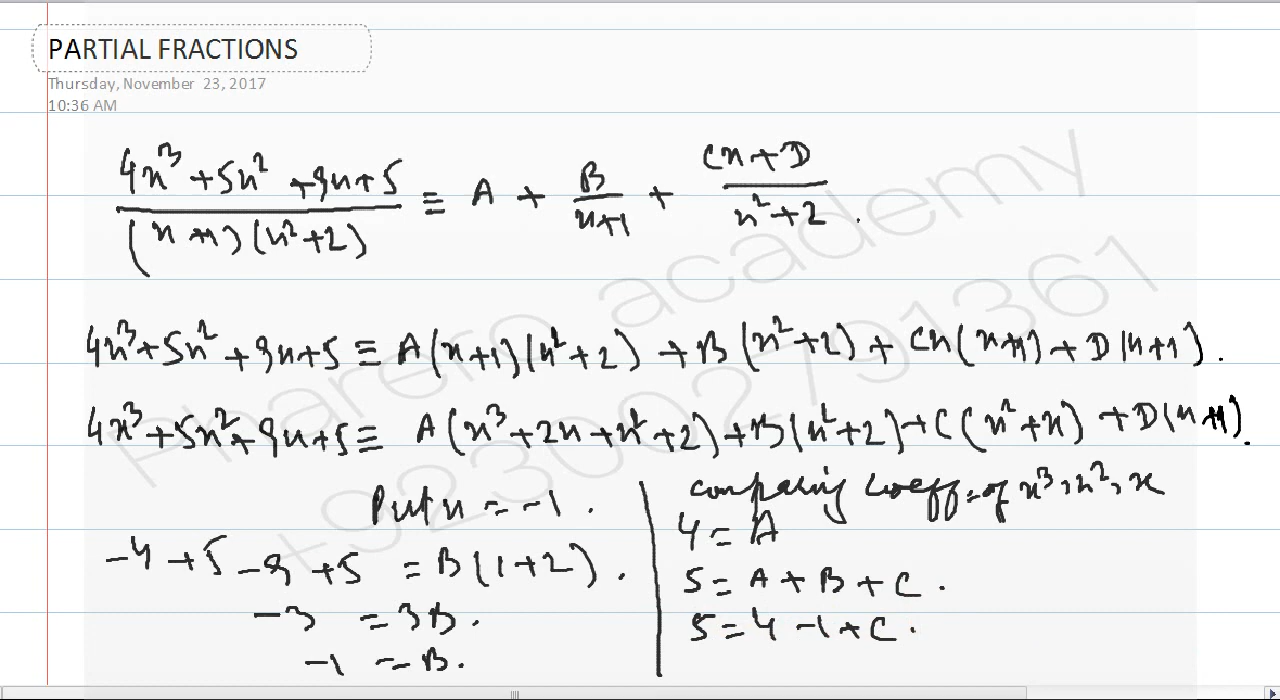 PARTIAL FRACTIONS
Thursday, November 23, 2017
10:36 AM
(4x³ + 5x² + 9x + 5) / ((x+1)(x²+2)) ≡ A + B/(x+1) + (Cx+D)/(x²+2).
4x³ + 5x² + 9x + 5 ≡ A(x+1)(x²+2) + B(x²+2) + Cx(x+1) + D(x+1).
4x³ + 5x² + 9x + 5 ≡ A(x³ + 2x + x² + 2) + B(x²+2) + C(x²+x) + D(x+1).
Put x = -1.
-4 + 5 - 9 + 5 = B(1+2).
-3 = 3B.
-1 = B.
comparing coeff = of x³, x², x
4 = A
5 = A + B + C.
5 = 4 - 1 + C.
Pharem academy
+923002791361